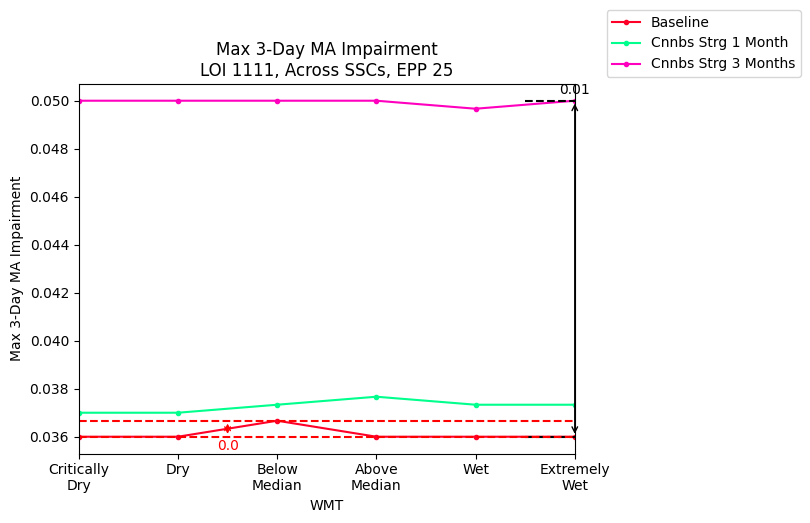 Baseline
Cnnbs Strg 1 Month
Cnnbs Strg 3 Months
Max 3-Day MA Impairment
LOI 1111, Across SSCs, EPP 25
0.01
0.050
0.048
0.046
0.044
0.042
0.040
0.038
0.036
Max 3-Day MA Impairment
0.0
Critically
Dry
Dry
Below
Median
Above
Median
Wet
Extremely
Wet
WMT